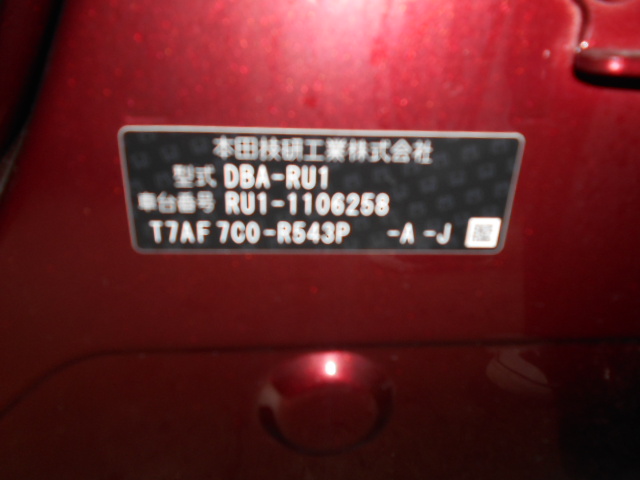 本田技研工業株式会社
型式 DBA-RU1
車台番号 RU1-1106258
T7AF 7C0-R543P -A -J